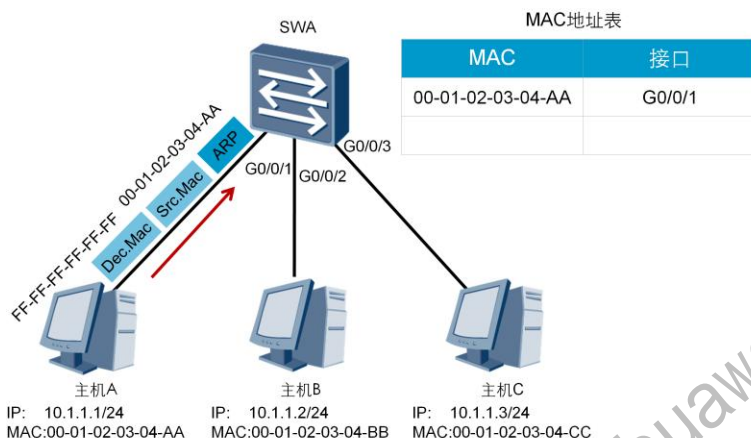 SWA
MAC地址表
MAC 接口
00-01-02-03-04-AA G0/0/1
FF-FF-FF-FF-FF-FF 00-01-02-03-04-AA
Dec.Mac Src.Mac ARP
G0/0/1 G0/0/2 G0/0/3
主机A 主机B 主机C
IP: 10.1.1.1/24 IP: 10.1.1.2/24 IP: 10.1.1.3/24
MAC:00-01-02-03-04-AA MAC:00-01-02-03-04-BB MAC:00-01-02-03-04-CC